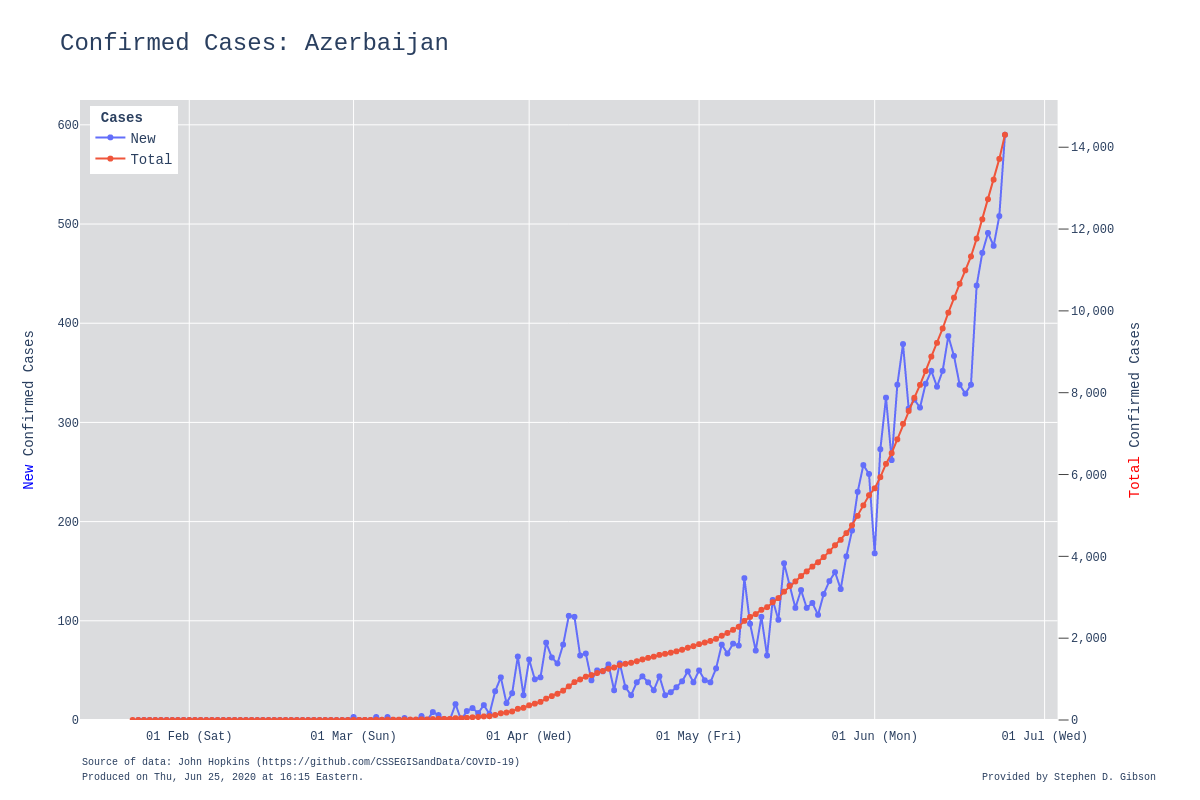 Confirmed Cases: Azerbaijan
Cases
New
Total
600
500
400
300
200
100
0
14,000
12,000
10,000
8,000
6,000
4,000
2,000
0
New Confirmed Cases
Total Confirmed Cases
01 Feb (Sat) 01 Mar (Sun) 01 Apr (Wed) 01 May (Fri) 01 Jun (Mon) 01 Jul (Wed)
Source of data: John Hopkins (https://github.com/CSSEGISandData/COVID-19)
Produced on Thu, Jun 25, 2020 at 16:15 Eastern.
Provided by Stephen D. Gibson